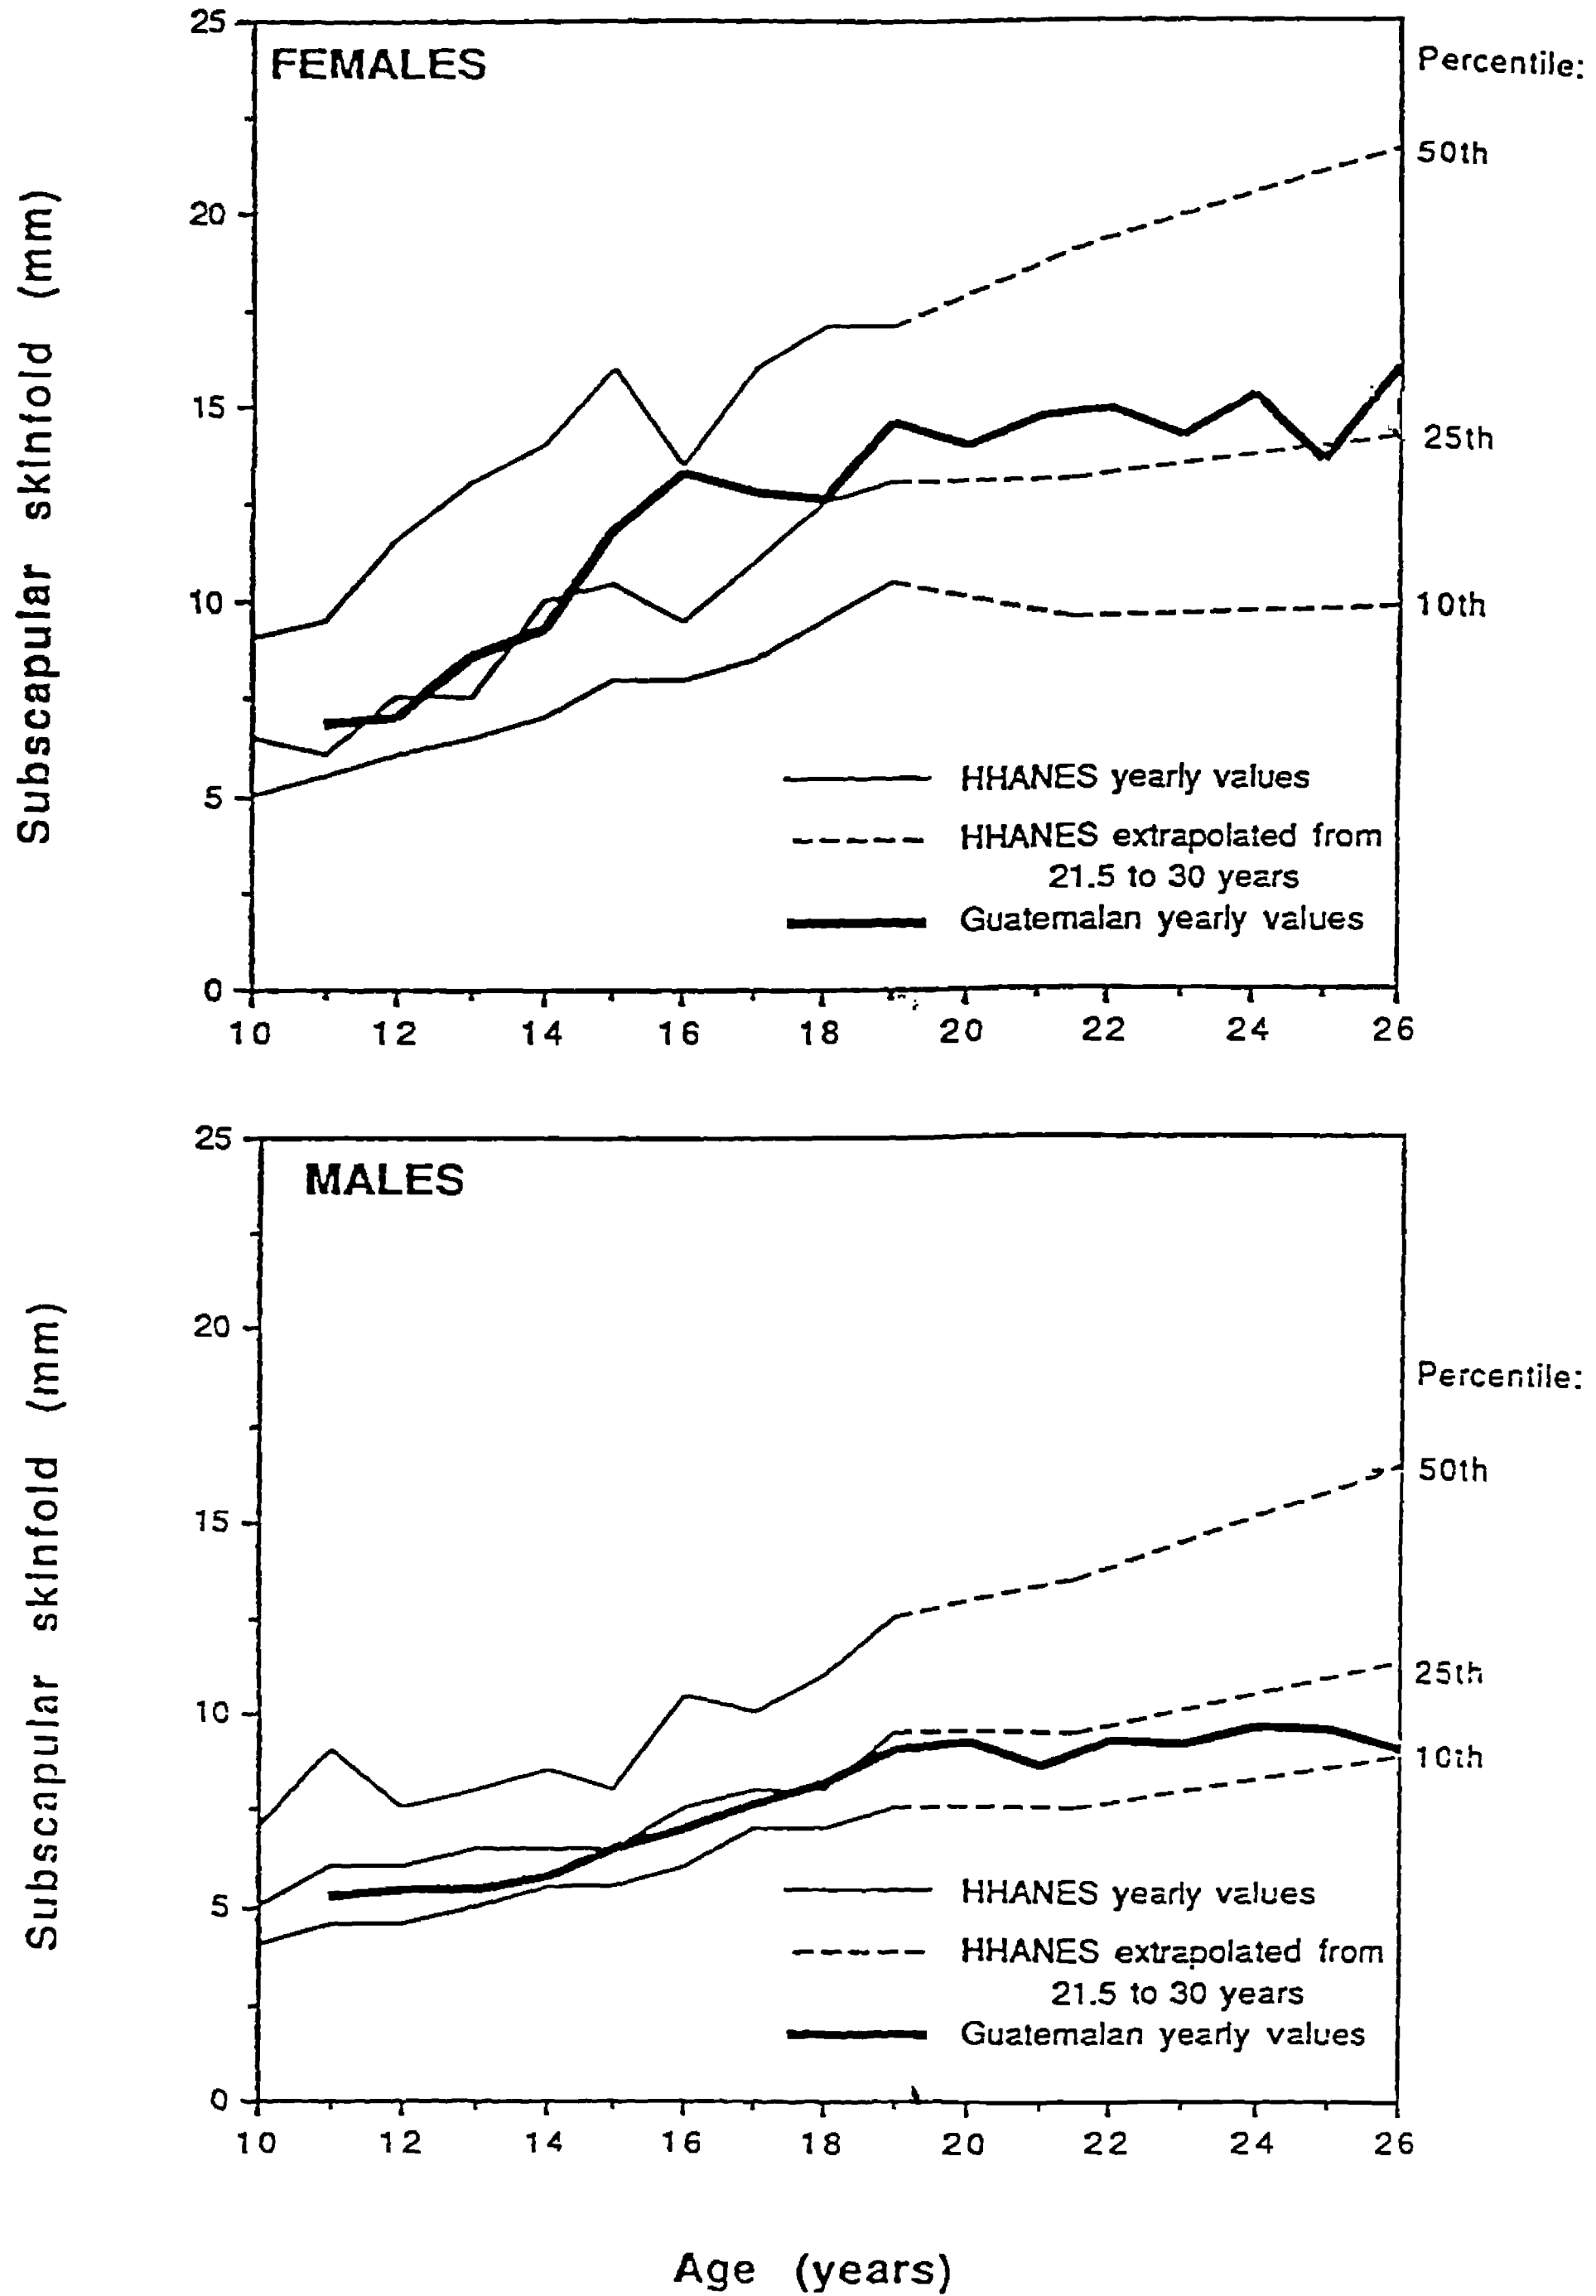 FEMALES
Percentile:
Subscapular skinfold (mm)
25
20
15
10
5
0
50th
25th
10th
HHANES yearly values
HHANES extrapolated from
21.5 to 30 years
Guatemalan yearly values
10 12 14 16 18 20 22 24 26
MALES
Percentile:
Subscapular skinfold (mm)
25
20
15
10
5
0
50th
25th
10th
HHANES yearly values
HHANES extrapolated from
21.5 to 30 years
Guatemalan yearly values
10 12 14 16 18 20 22 24 26
Age (years)